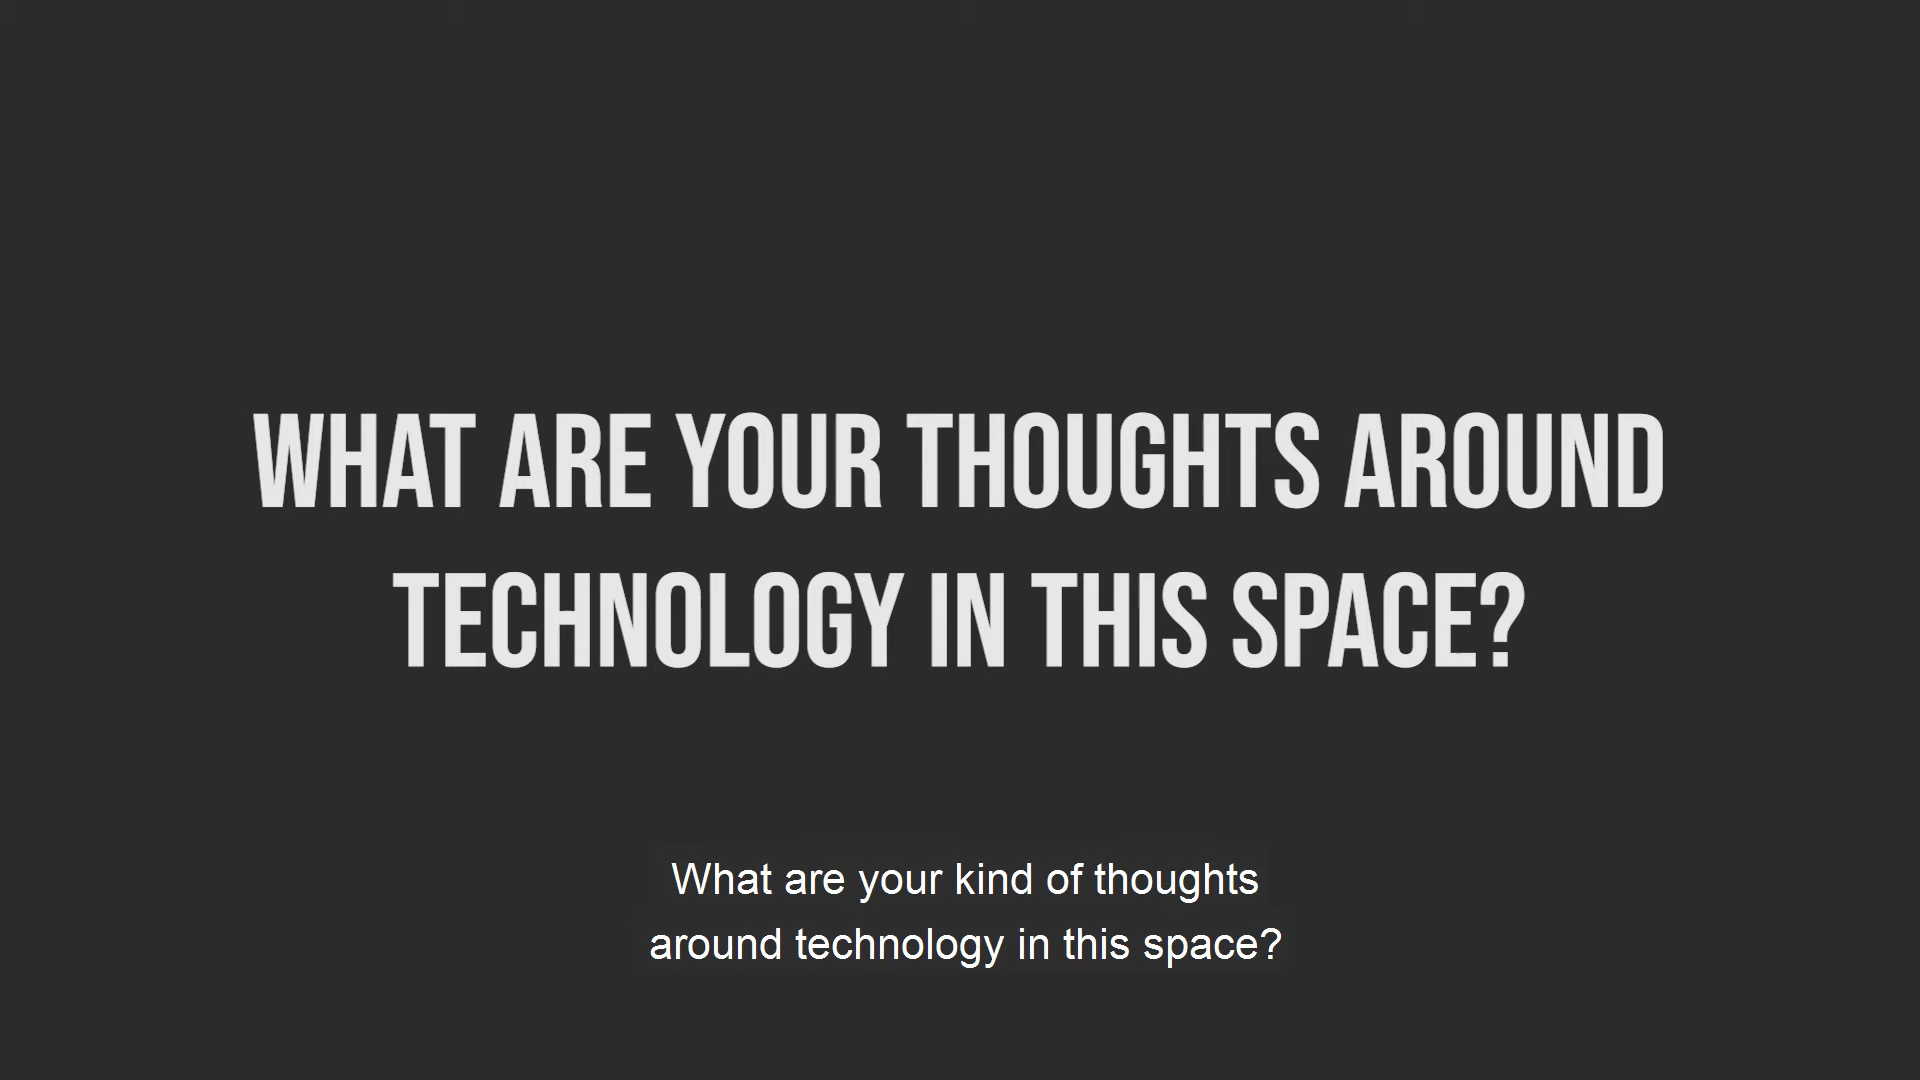 WHAT ARE YOUR THOUGHTS AROUND
TECHNOLOGY IN THIS SPACE?
What are your kind of thoughts
around technology in this space?